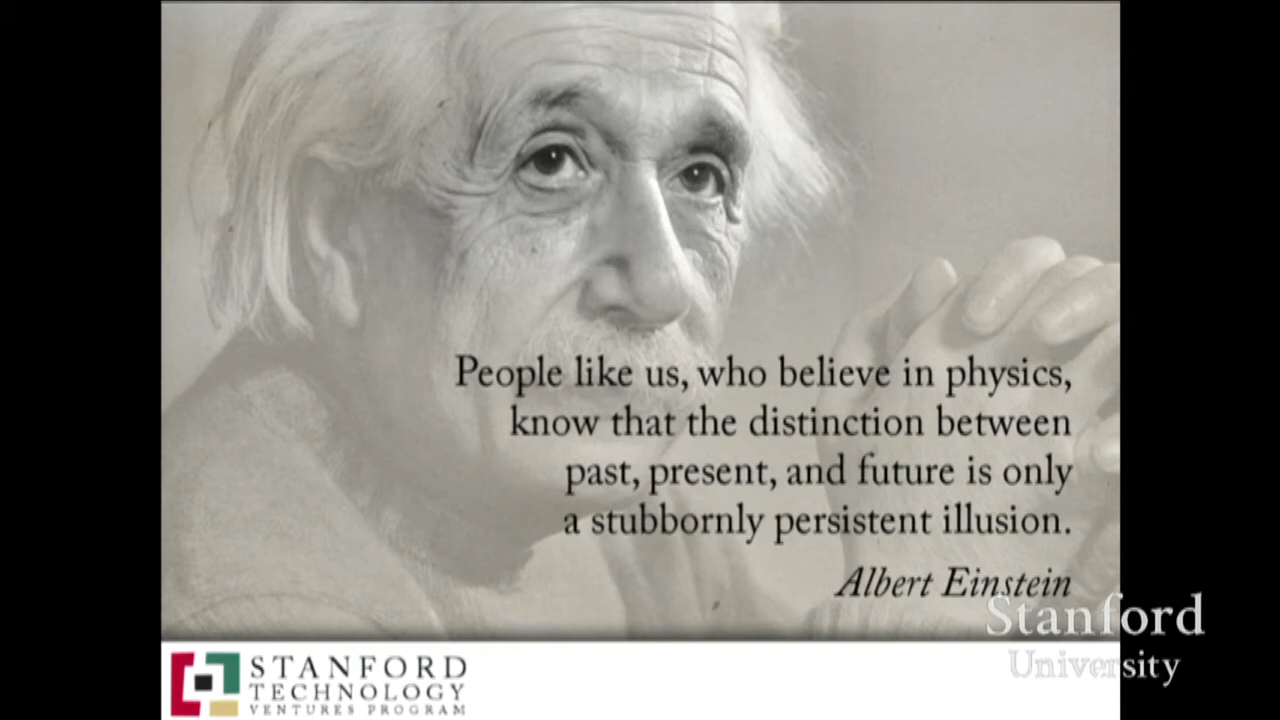 People like us, who believe in physics,
know that the distinction between
past, present, and future is only
a stubbornly persistent illusion.
Albert Einstein
Stanford
University
STANFORD
TECHNOLOGY
VENTURES PROGRAM